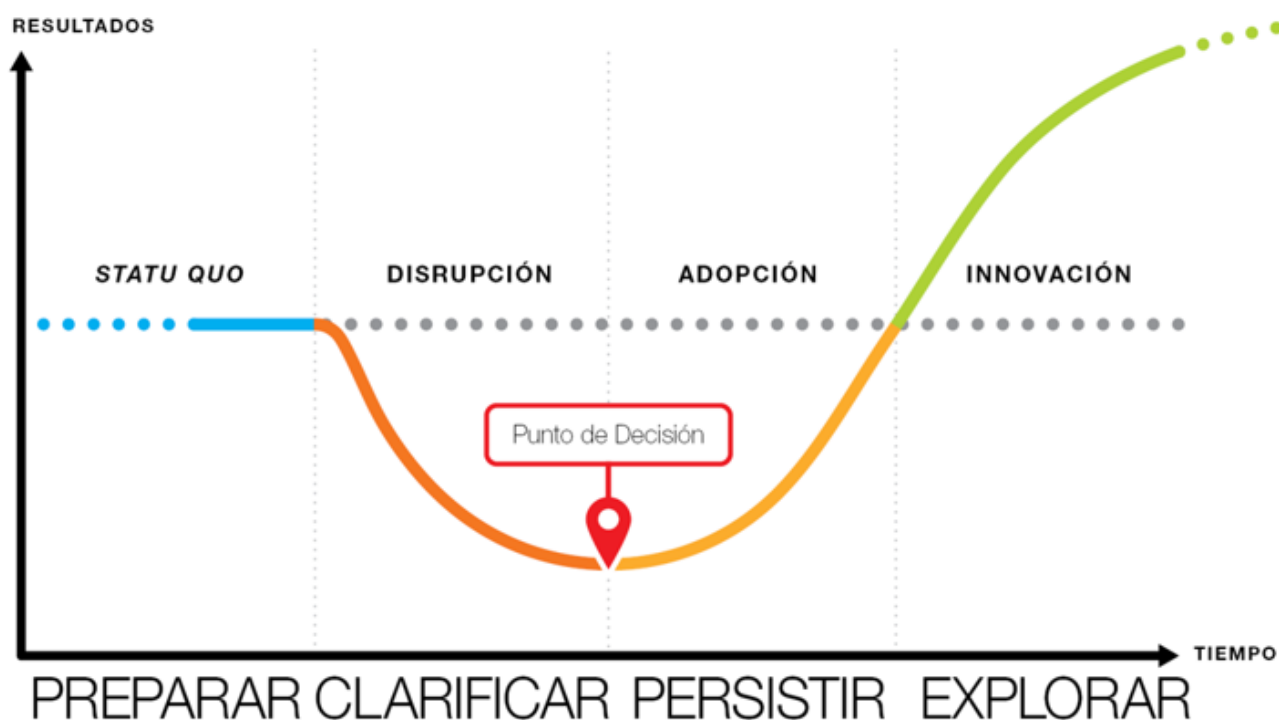 RESULTADOS
STATU QUO
DISRUPCIÓN
ADOPCIÓN
INNOVACIÓN
Punto de Decisión
TIEMPO
PREPARAR CLARIFICAR PERSISTIR EXPLORAR